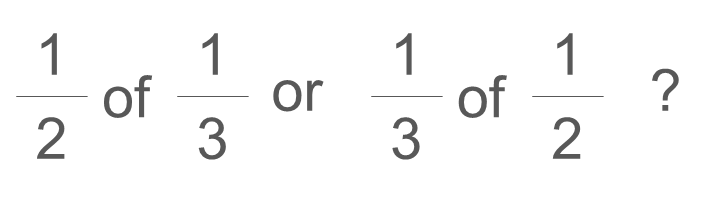 1/2 of 1/3 or 1/3 of 1/2 ?